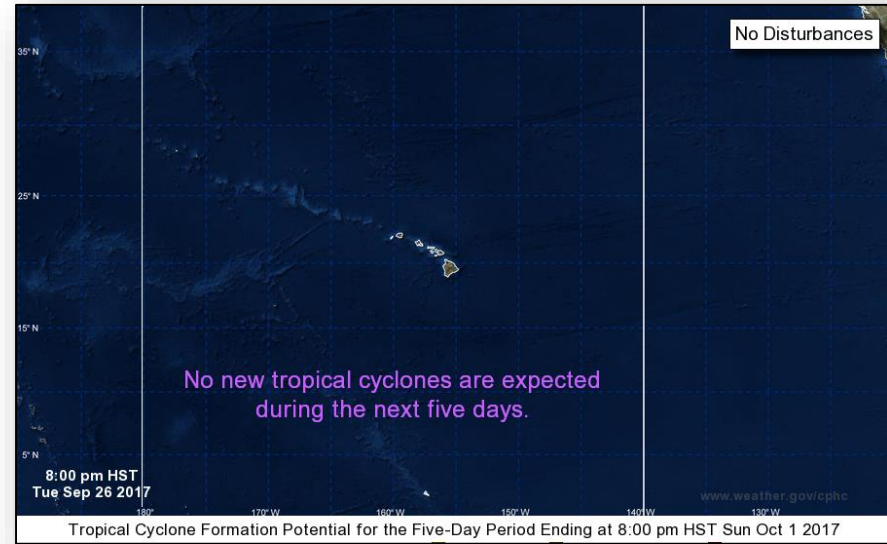 No Disturbances
35° N
25° N
15° N
No new tropical cyclones are expected
during the next five days.
5° N
8:00 pm HST
Tue Sep 26 2017
www.weather.gov/cphc
180° 170° W 160° W 150° W 140° W 130° W
Tropical Cyclone Formation Potential for the Five-Day Period Ending at 8:00 pm HST Sun Oct 1 2017